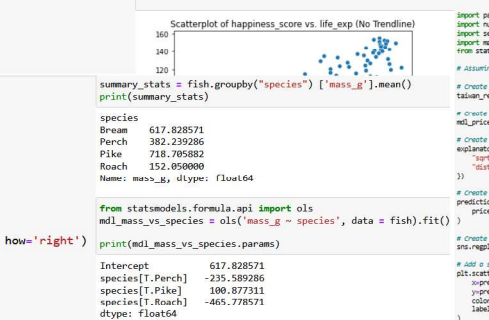 Scatterplot of happiness_score vs. life_exp (No Trendline)
160
140
120
summary_stats = fish.groupby("species") ['mass_g'].mean()
print(summary_stats)
species
Bream 617.828571
Perch 382.239286
Pike 718.705882
Roach 152.050000
Name: mass_g, dtype: float64
from statsmodels.formula.api import ols
mdl_mass_vs_species = ols('mass_g ~ species', data = fish).fit()
print(mdl_mass_vs_species.params)
Intercept 617.828571
species[T.Perch] -235.589286
species[T.Pike] 100.877311
species[T.Roach] -465.778571
dtype: float64
how='right')
import pa
import nu
import se
import ma
from stat
# Assumin
# Create
taiwan_re
# Create
mdl_price
# Create
explanato
"sqrt
"dist
})
# Create
predictio
price
)
# Create
sns.regpl
# Add a s
plt.scatt
x=pre
y=pre
color
label
)